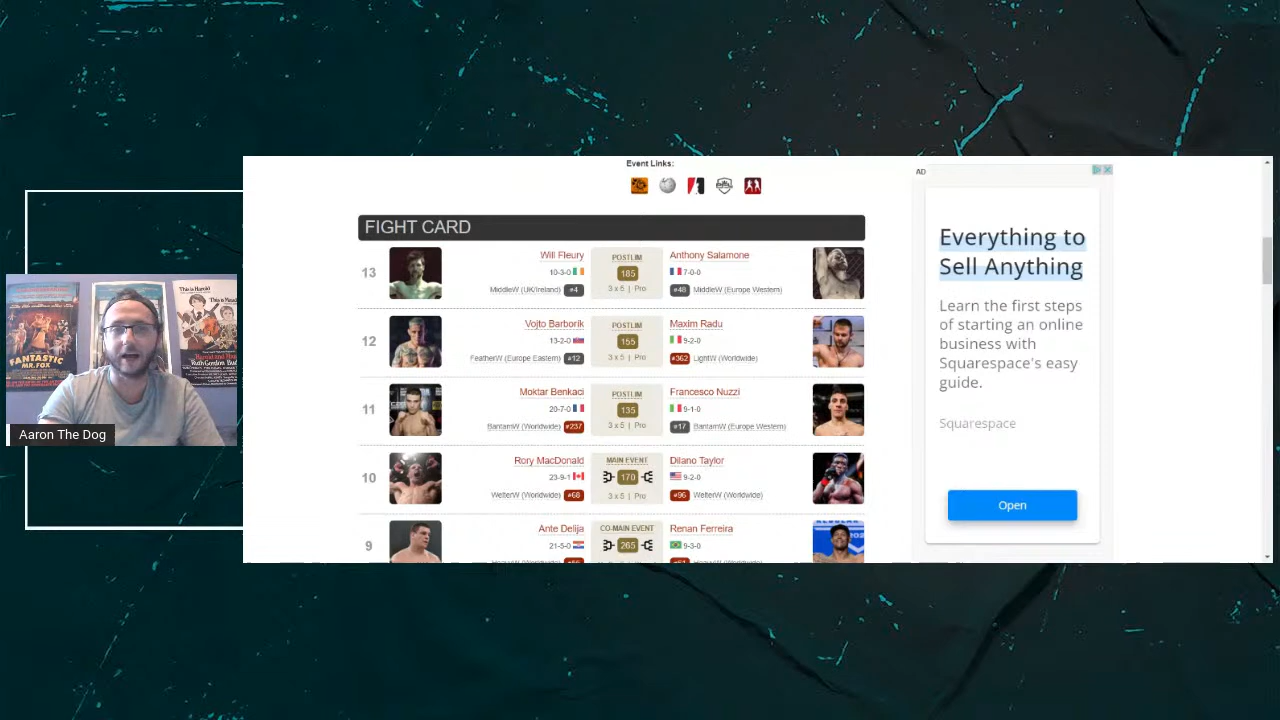 Event Links:
FIGHT CARD
13
Will Fleury
10-3-0
MiddleW (UK/Ireland) #4
POSTLIM
185
3 x 5 | Pro
Anthony Salamone
7-0-0
#48 MiddleW (Europe Western)
12
Vojto Barborík
13-2-0
FeatherW (Europe Eastern) #12
POSTLIM
155
3 x 5 | Pro
Maxim Radu
9-2-0
#362 LightW (Worldwide)
11
Moktar Benkaci
20-7-0
BantamW (Worldwide) #237
POSTLIM
135
3 x 5 | Pro
Francesco Nuzzi
9-1-0
#17 BantamW (Europe Western)
10
Rory MacDonald
23-9-1
WelterW (Worldwide) #68
MAIN EVENT
170
3 x 5 | Pro
Dilano Taylor
9-2-0
#96 WelterW (Worldwide)
9
Ante Delija
21-5-0
CO-MAIN EVENT
265
Renan Ferreira
9-3-0
AD
Everything to
Sell Anything
Learn the first steps
of starting an online
business with
Squarespace's easy
guide.
Squarespace
Open
FANTASTIC
MR. FOX
This is Harold
Aaron The Dog